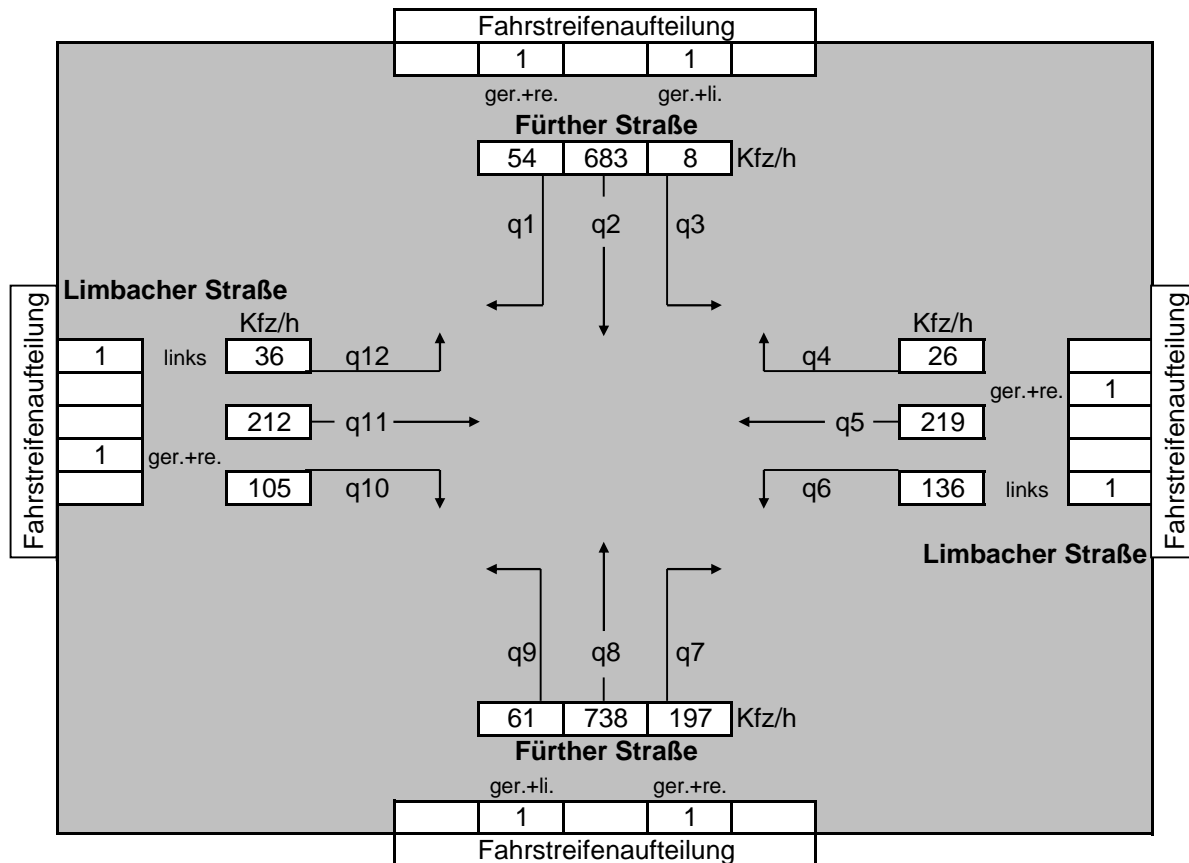 Fahrstreifenaufteilung
1 1
ger.+re. ger.+li.
Fürther Straße
54 683 8 Kfz/h
q1 q2 q3
Limbacher Straße
Fahrstreifenaufteilung
Kfz/h
1 links 36 q12
212 q11
1 ger.+re.
105 q10
Kfz/h
q4 26
ger.+re. 1
q5 219
q6 136 links 1
Fahrstreifenaufteilung
Limbacher Straße
q9 q8 q7
61 738 197 Kfz/h
Fürther Straße
ger.+li. ger.+re.
1 1
Fahrstreifenaufteilung